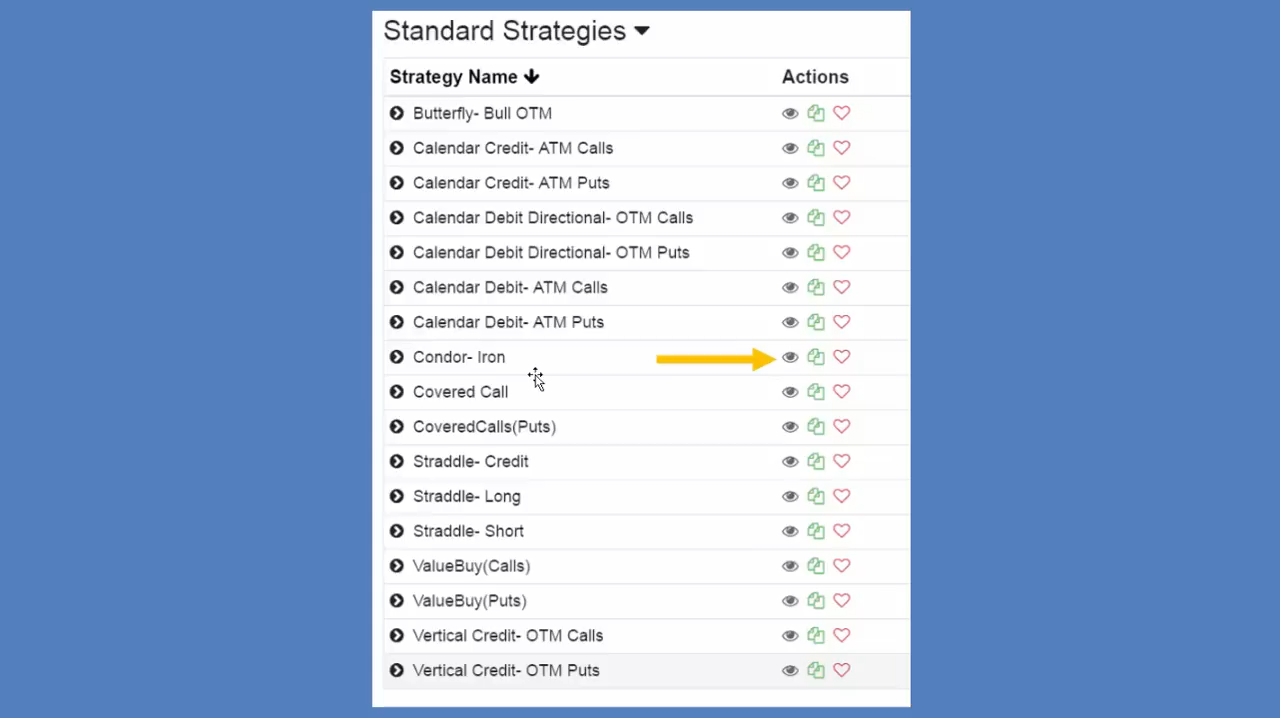 Standard Strategies
Strategy Name Actions
Butterfly- Bull OTM
Calendar Credit- ATM Calls
Calendar Credit- ATM Puts
Calendar Debit Directional- OTM Calls
Calendar Debit Directional- OTM Puts
Calendar Debit- ATM Calls
Calendar Debit- ATM Puts
Condor- Iron
Covered Call
CoveredCalls(Puts)
Straddle- Credit
Straddle- Long
Straddle- Short
ValueBuy(Calls)
ValueBuy(Puts)
Vertical Credit- OTM Calls
Vertical Credit- OTM Puts